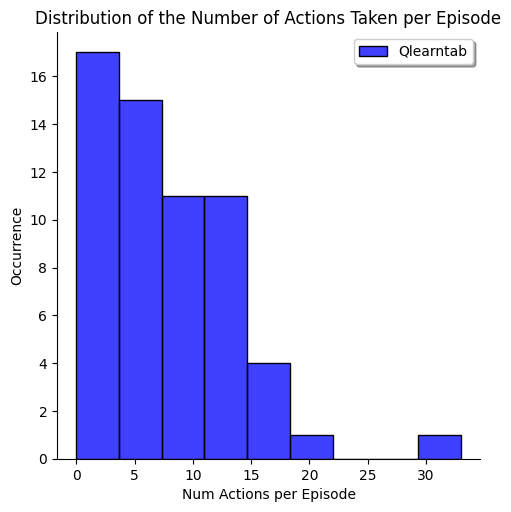 Distribution of the Number of Actions Taken per Episode
Qlearntab
16
14
12
10
8
6
4
2
0
Occurrence
0 5 10 15 20 25 30
Num Actions per Episode